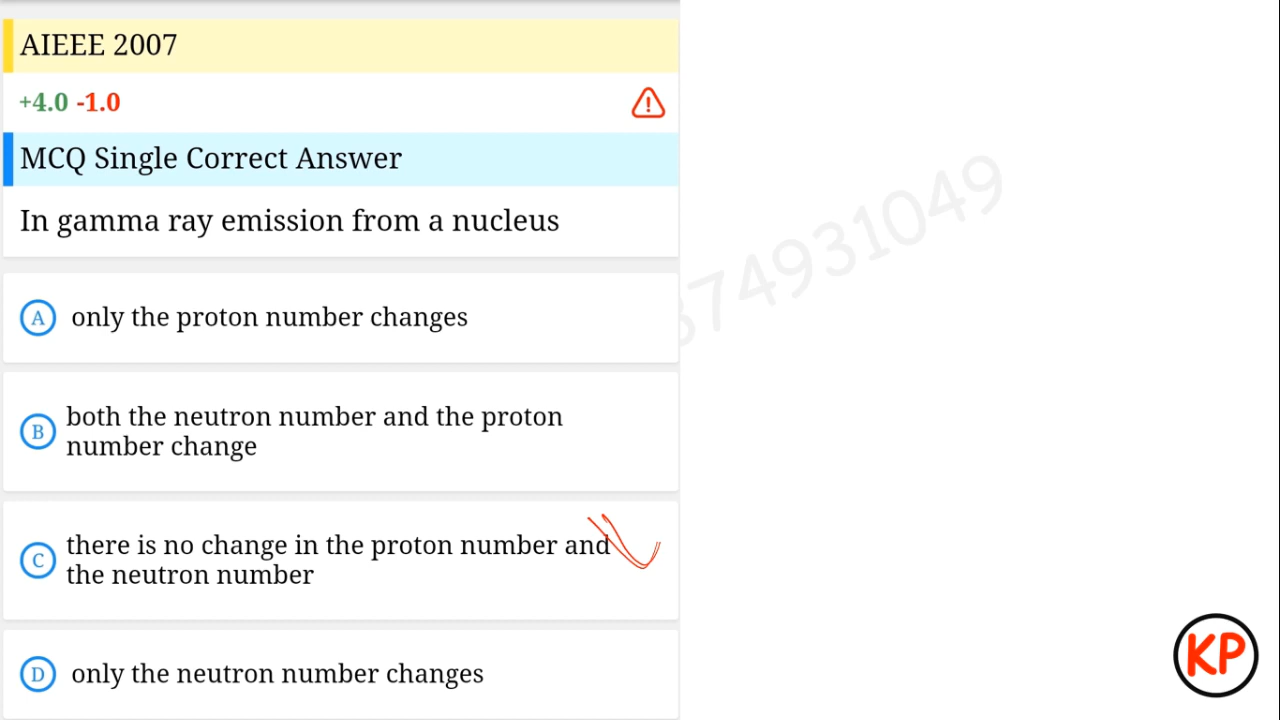 AIEEE 2007
+4.0 -1.0
MCQ Single Correct Answer
In gamma ray emission from a nucleus
A only the proton number changes
B both the neutron number and the proton
number change
C there is no change in the proton number and
the neutron number
D only the neutron number changes
374931049
KP